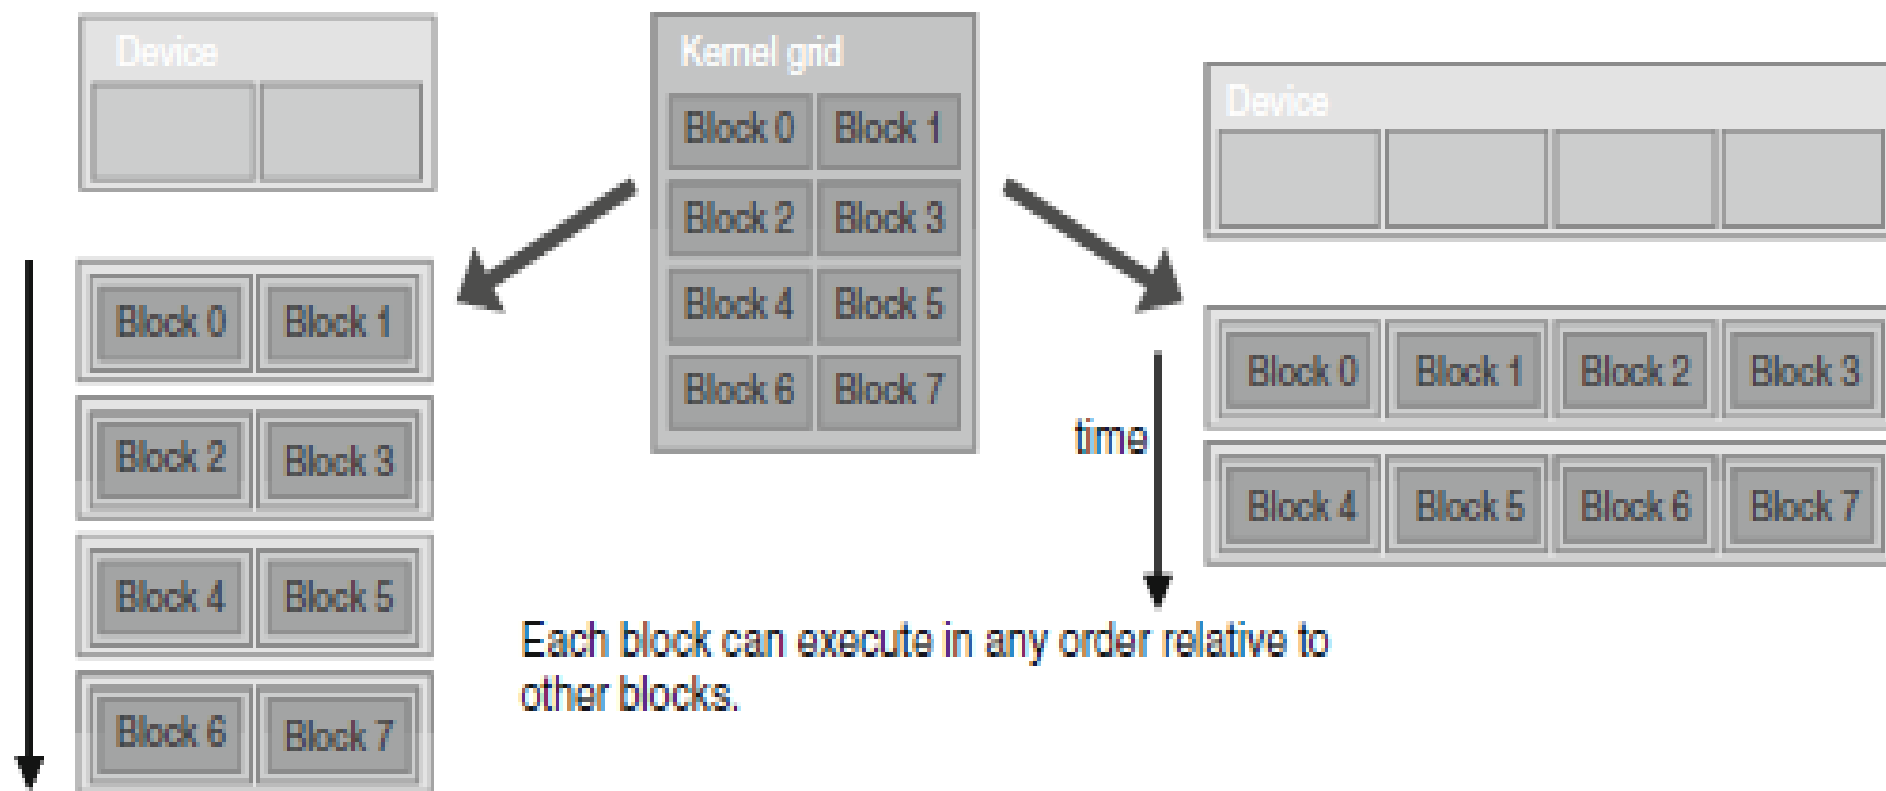 Device
Kernel grid
Device
Block 0 Block 1
Block 2 Block 3
Block 4 Block 5
Block 6 Block 7
Block 0 Block 1
Block 2 Block 3
Block 4 Block 5
Block 6 Block 7
time
Block 0 Block 1 Block 2 Block 3
Block 4 Block 5 Block 6 Block 7
Each block can execute in any order relative to
other blocks.